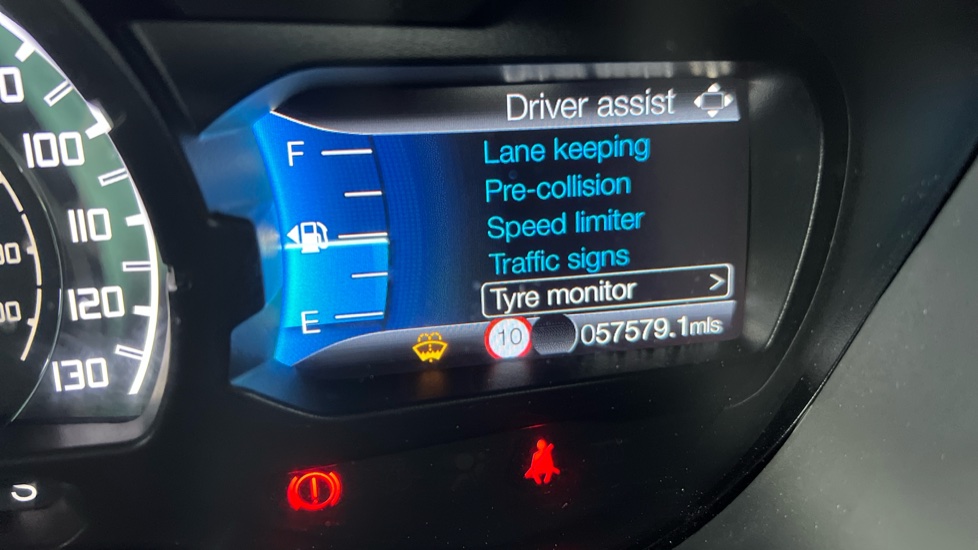 Driver assist
F
Lane keeping
Pre-collision
Speed limiter
Traffic signs
Tyre monitor >
E
10
057579.1mls
100
110
120
130
S